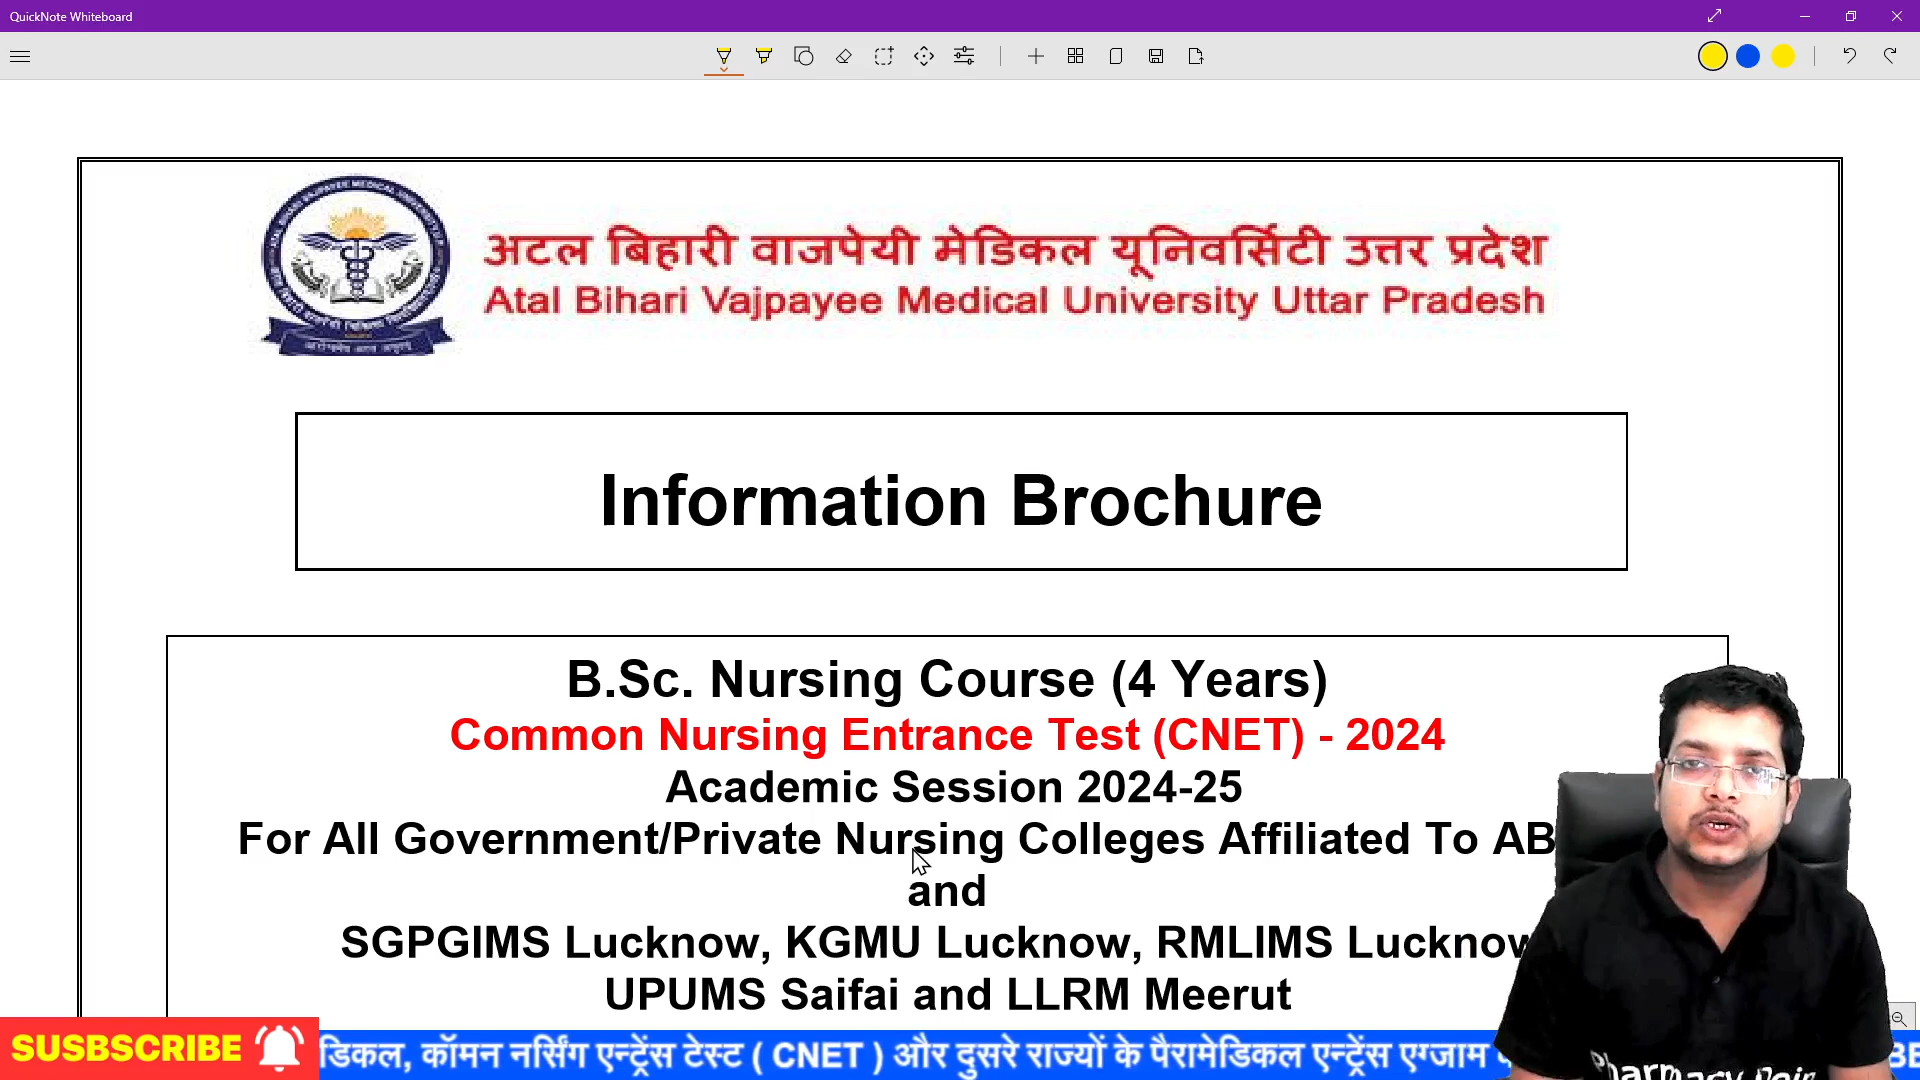 QuickNote Whiteboard
अटल बिहारी वाजपेयी मेडिकल यूनिवर्सिटी उत्तर प्रदेश
Atal Bihari Vajpayee Medical University Uttar Pradesh
Information Brochure
B.Sc. Nursing Course (4 Years)
Common Nursing Entrance Test (CNET) - 2024
Academic Session 2024-25
For All Government/Private Nursing Colleges Affiliated To AB
and
SGPGIMS Lucknow, KGMU Lucknow, RMLIMS Lucknow
UPUMS Saifai and LLRM Meerut
SUSBSCRIBE
डिकल, कॉमन नर्सिंग एन्ट्रेंस टेस्ट ( CNET ) और दुसरे राज्यों के पैरामेडिकल एन्ट्रेंस एग्जाम